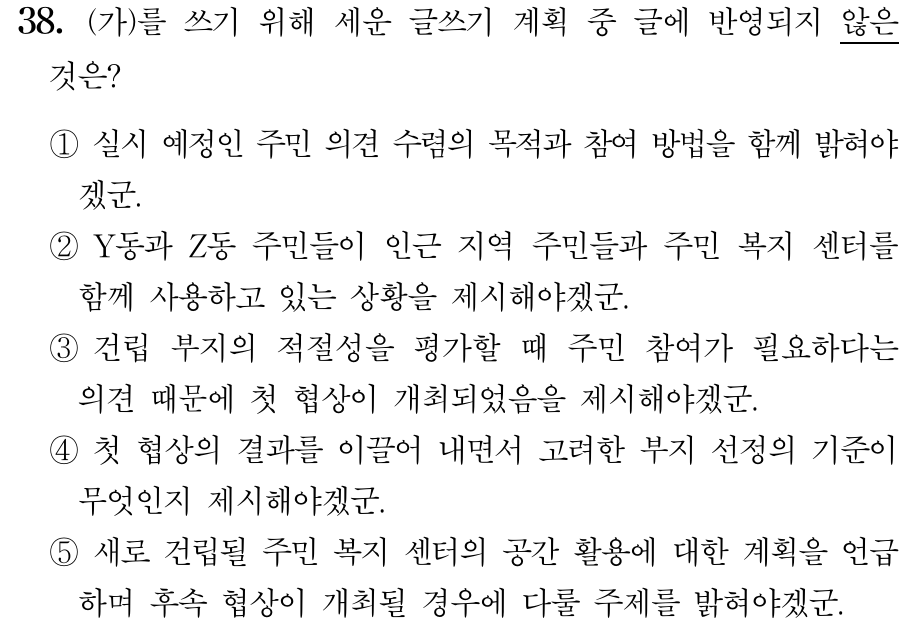 38. (가)를 쓰기 위해 세운 글쓰기 계획 중 글에 반영되지 않은
것은?
① 실시 예정인 주민 의견 수렴의 목적과 참여 방법을 함께 밝혀야
겠군.
② Y동과 Z동 주민들이 인근 지역 주민들과 주민 복지 센터를
함께 사용하고 있는 상황을 제시해야겠군.
③ 건립 부지의 적절성을 평가할 때 주민 참여가 필요하다는
의견 때문에 첫 협상이 개최되었음을 제시해야겠군.
④ 첫 협상의 결과를 이끌어 내면서 고려한 부지 선정의 기준이
무엇인지 제시해야겠군.
⑤ 새로 건립될 주민 복지 센터의 공간 활용에 대한 계획을 언급
하며 후속 협상이 개최될 경우에 다룰 주제를 밝혀야겠군.